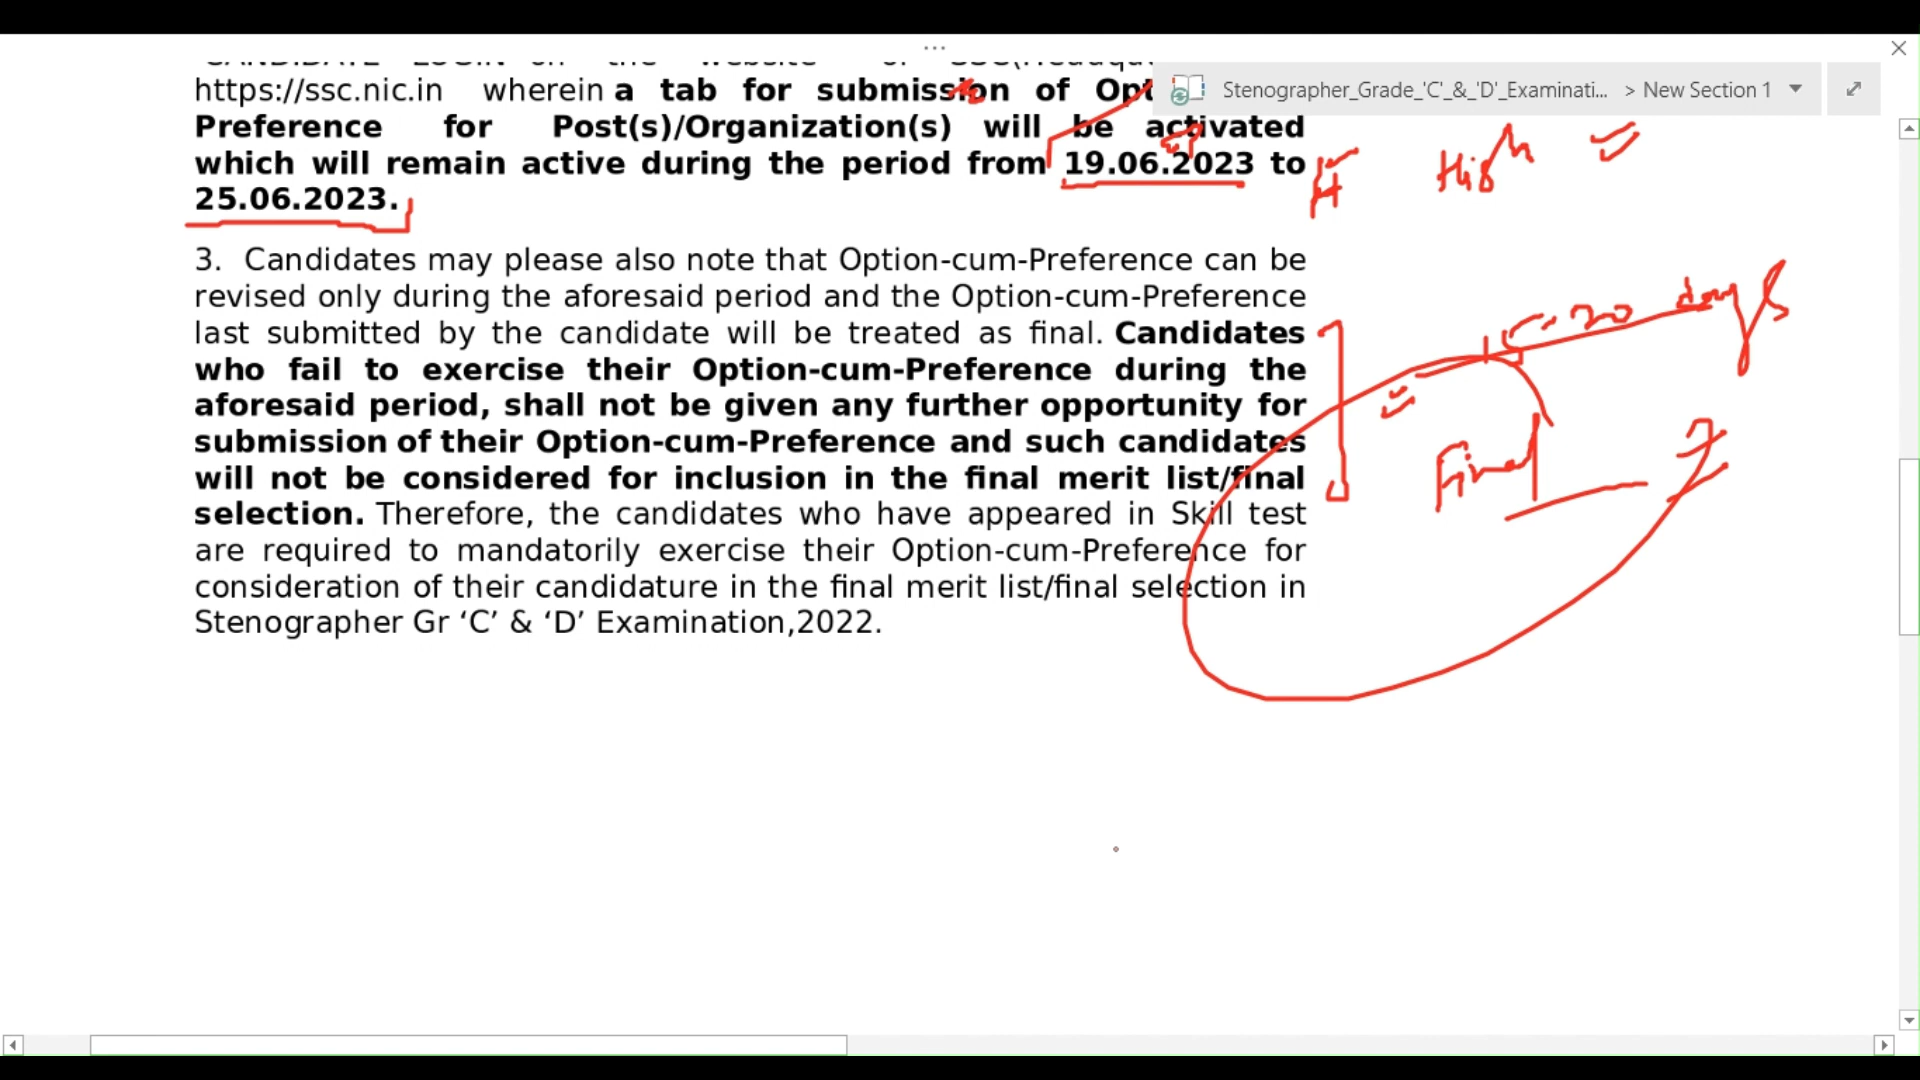 https://ssc.nic.in wherein a tab for submission of Opt
Stenographer_Grade_'C'_&_'D'_Examinati... > New Section 1
Preference for Post(s)/Organization(s) will be activated
which will remain active during the period from 19.06.2023 to
25.06.2023.
High
3. Candidates may please also note that Option-cum-Preference can be
revised only during the aforesaid period and the Option-cum-Preference
last submitted by the candidate will be treated as final. Candidates
who fail to exercise their Option-cum-Preference during the
aforesaid period, shall not be given any further opportunity for
submission of their Option-cum-Preference and such candidates
will not be considered for inclusion in the final merit list/final
selection. Therefore, the candidates who have appeared in Skill test
are required to mandatorily exercise their Option-cum-Preference for
consideration of their candidature in the final merit list/final selection in
Stenographer Gr ‘C’ & ‘D’ Examination,2022.
20 days
Final